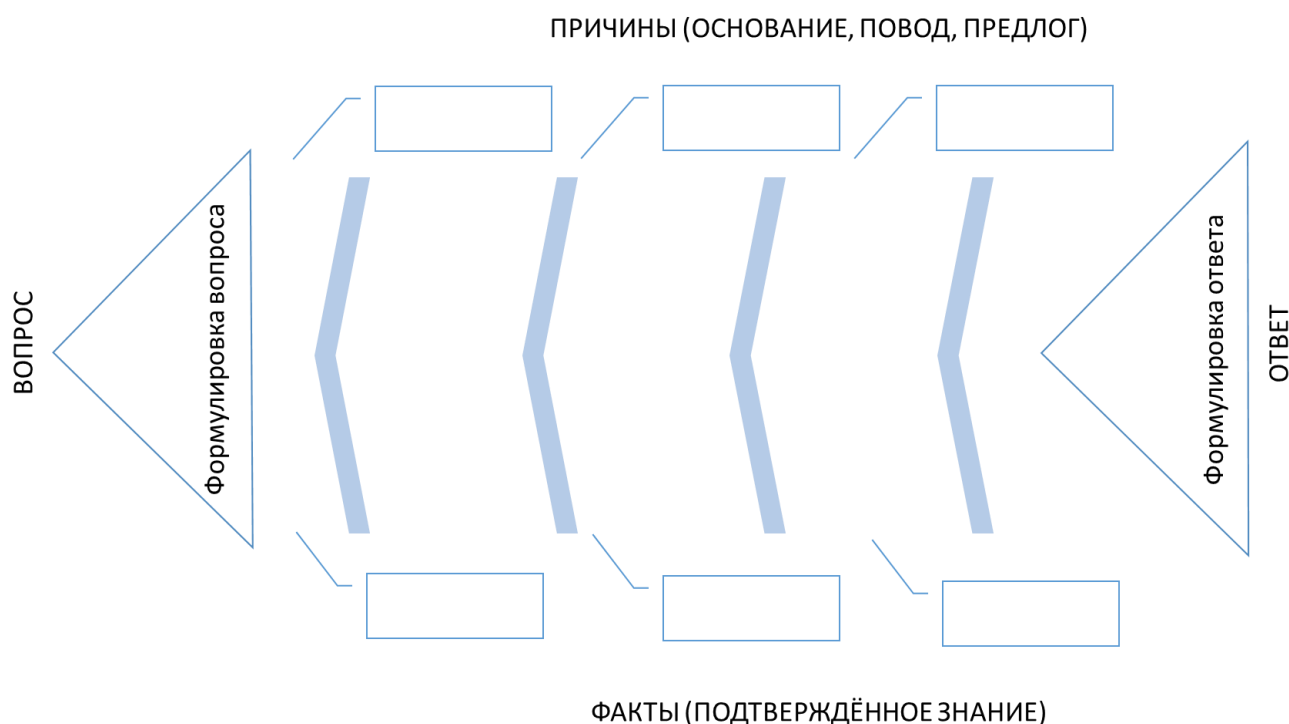 ПРИЧИНЫ (ОСНОВАНИЕ, ПОВОД, ПРЕДЛОГ)
ВОПРОС
Формулировка вопроса
Формулировка ответа
ОТВЕТ
ФАКТЫ (ПОДТВЕРЖДЁННОЕ ЗНАНИЕ)